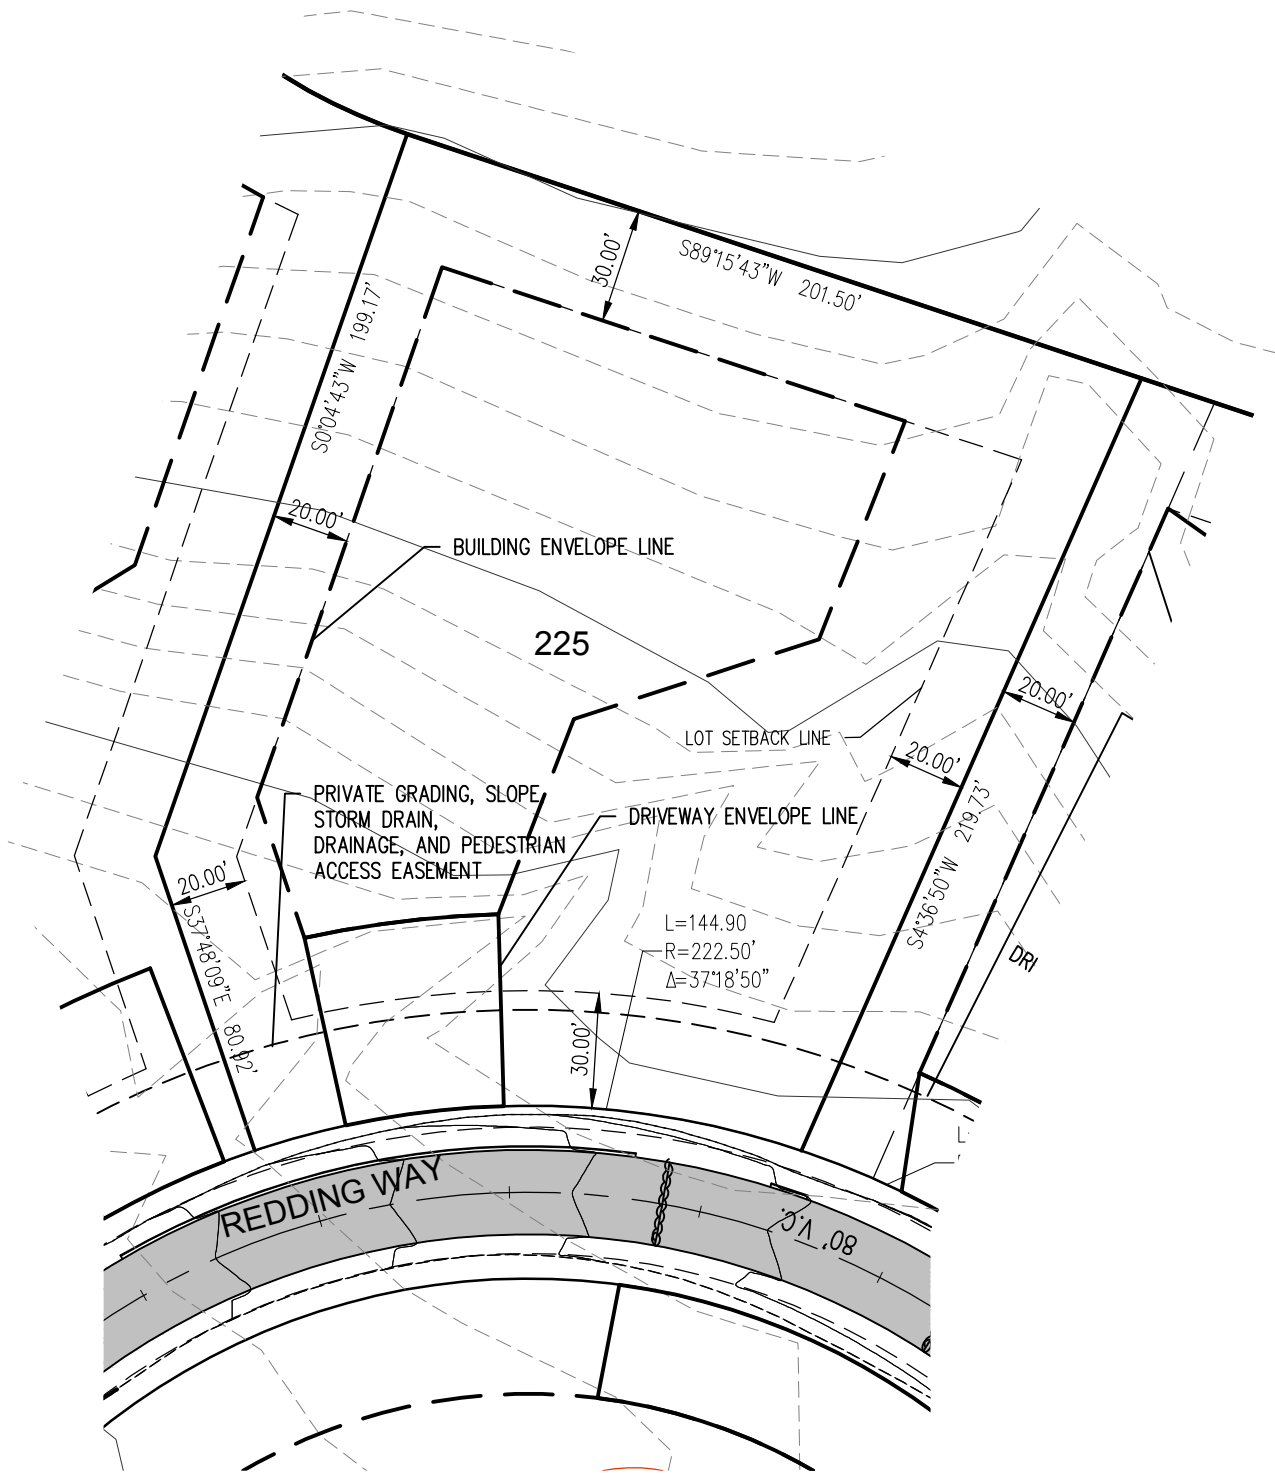 30.00'
S89°15'43"W 201.50'
S0°04'43"W 199.17'
20.00'
BUILDING ENVELOPE LINE
225
20.00'
LOT SETBACK LINE
20.00'
PRIVATE GRADING, SLOPE,
STORM DRAIN,
DRAINAGE, AND PEDESTRIAN
ACCESS EASEMENT
DRIVEWAY ENVELOPE LINE
20.00'
S37°48'09"E 80.92'
S4°36'50"W 219.73'
L=144.90
R=222.50'
Δ=37°18'50"
DRI
30.00'
L
REDDING WAY
80' V.C.